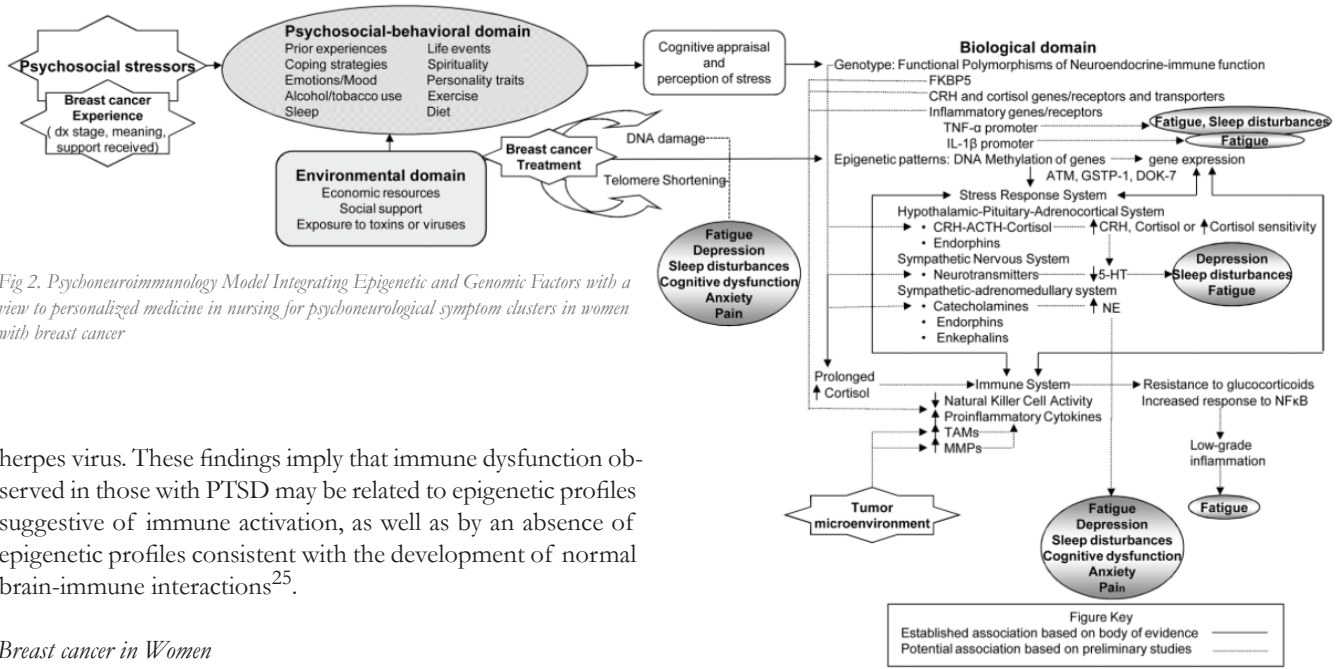 Psychosocial stressors
Breast cancer
Experience
( dx stage, meaning,
support received)
Psychosocial-behavioral domain
Prior experiences Life events
Coping strategies Spirituality
Emotions/Mood Personality traits
Alcohol/tobacco use Exercise
Sleep Diet
Environmental domain
Economic resources
Social support
Exposure to toxins or viruses
Breast cancer
Treatment
DNA damage
Telomere Shortening
Fatigue
Depression
Sleep disturbances
Cognitive dysfunction
Anxiety
Pain
Cognitive appraisal
and
perception of stress
Biological domain
Genotype: Functional Polymorphisms of Neuroendocrine-immune function
FKBP5
CRH and cortisol genes/receptors and transporters
Inflammatory genes/receptors
TNF-α promoter Fatigue, Sleep disturbances
IL-1β promoter Fatigue
Epigenetic patterns: DNA Methylation of genes gene expression
ATM, GSTP-1, DOK-7
Stress Response System
Hypothalamic-Pituitary-Adrenocortical System
• CRH-ACTH-Cortisol CRH, Cortisol or Cortisol sensitivity
• Endorphins
Sympathetic Nervous System
• Neurotransmitters 5-HT
Sympathetic-adrenomedullary system
• Catecholamines NE
• Endorphins
• Enkephalins
Depression
Sleep disturbances
Fatigue
Prolonged
Cortisol
Immune System
Natural Killer Cell Activity
Proinflammatory Cytokines
TAMs
MMPs
Resistance to glucocorticoids
Increased response to NFκB
Low-grade
inflammation
Fatigue
Tumor
microenvironment
Fatigue
Depression
Sleep disturbances
Cognitive dysfunction
Anxiety
Pain
Figure Key
Established association based on body of evidence
Potential association based on preliminary studies
Fig 2. Psychoneuroimmunology Model Integrating Epigenetic and Genomic Factors with a
view to personalized medicine in nursing for psychoneurological symptom clusters in women
with breast cancer
herpes virus. These findings imply that immune dysfunction ob-
served in those with PTSD may be related to epigenetic profiles
suggestive of immune activation, as well as by an absence of
epigenetic profiles consistent with the development of normal
brain-immune interactions25.
Breast cancer in Women